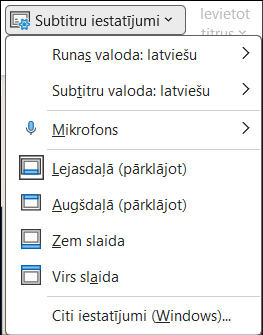 Subtitru iestatījumi
Ievietot
titrus
Runas valoda: latviešu
Subtitru valoda: latviešu
Mikrofons
Lejasdaļā (pārklājot)
Augšdaļā (pārklājot)
Zem slaida
Virs slaida
Citi iestatījumi (Windows)...